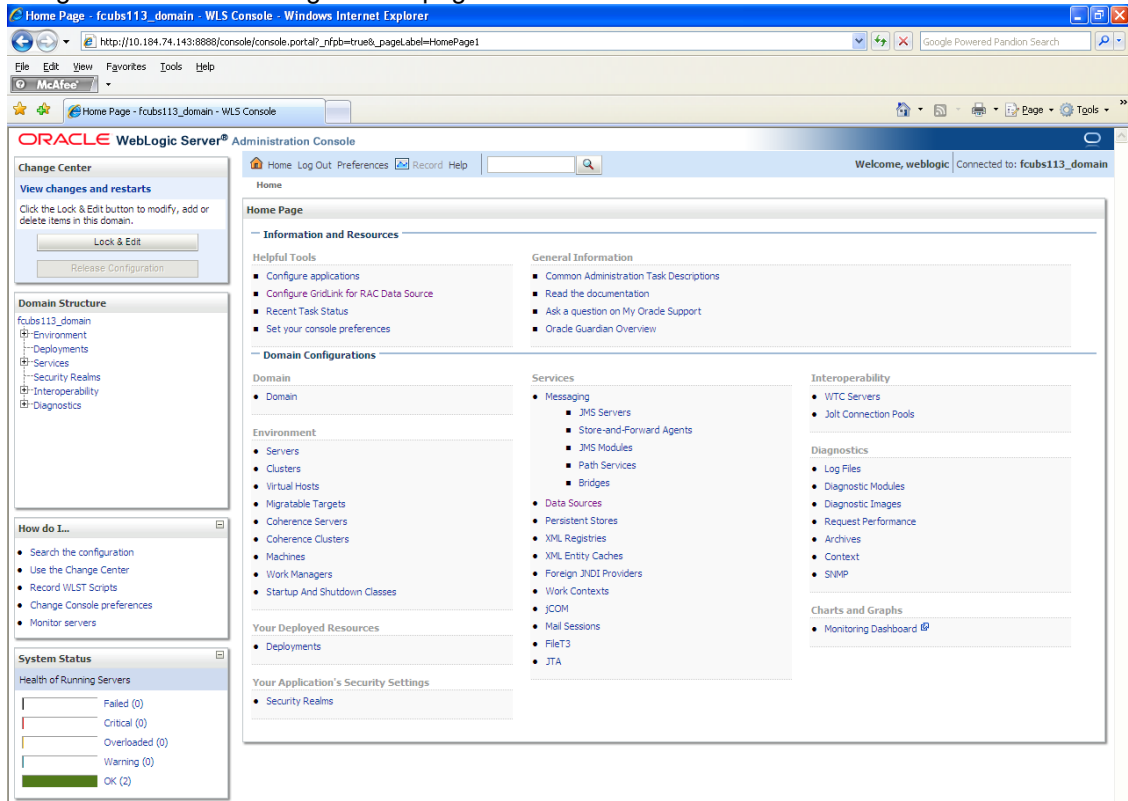 Home Page - fcubs113_domain - WLS Console - Windows Internet Explorer
http://10.184.74.143:8888/console/console.portal?_nfpb=true&_pageLabel=HomePage1
Google Powered Pandion Search
File Edit View Favorites Tools Help
McAfee
Home Page - fcubs113_domain - WLS Console
Page Tools
ORACLE WebLogic Server® Administration Console
Change Center
View changes and restarts
Click the Lock & Edit button to modify, add or
delete items in this domain.
Lock & Edit
Release Configuration
Domain Structure
fcubs113_domain
Environment
Deployments
Services
Security Realms
Interoperability
Diagnostics
How do I...
Search the configuration
Use the Change Center
Record WLST Scripts
Change Console preferences
Monitor servers
System Status
Health of Running Servers
Failed (0)
Critical (0)
Overloaded (0)
Warning (0)
OK (2)
Home Log Out Preferences Record Help
Welcome, weblogic Connected to: fcubs113_domain
Home
Home Page
Information and Resources
Helpful Tools
Configure applications
Configure GridLink for RAC Data Source
Recent Task Status
Set your console preferences
General Information
Common Administration Task Descriptions
Read the documentation
Ask a question on My Oracle Support
Oracle Guardian Overview
Domain Configurations
Domain
Domain
Environment
Servers
Clusters
Virtual Hosts
Migratable Targets
Coherence Servers
Coherence Clusters
Machines
Work Managers
Startup And Shutdown Classes
Your Deployed Resources
Deployments
Your Application's Security Settings
Security Realms
Services
Messaging
JMS Servers
Store-and-Forward Agents
JMS Modules
Path Services
Bridges
Data Sources
Persistent Stores
XML Registries
XML Entity Caches
Foreign JNDI Providers
Work Contexts
jCOM
Mail Sessions
FileT3
JTA
Interoperability
WTC Servers
Jolt Connection Pools
Diagnostics
Log Files
Diagnostic Modules
Diagnostic Images
Request Performance
Archives
Context
SNMP
Charts and Graphs
Monitoring Dashboard